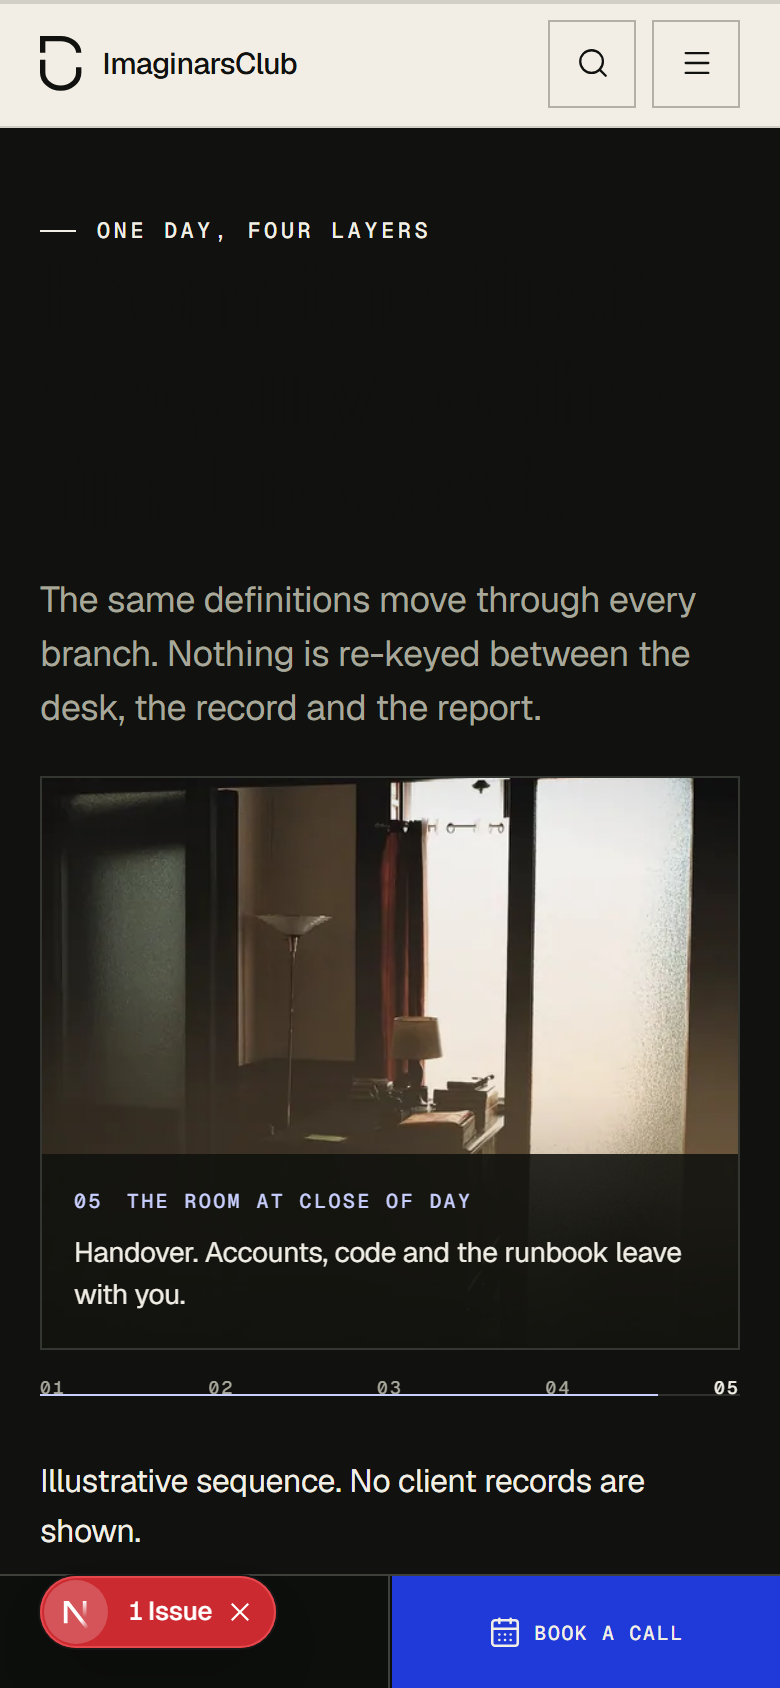 ImaginarsClub
ONE DAY, FOUR LAYERS
The same definitions move through every
branch. Nothing is re-keyed between the
desk, the record and the report.
05 THE ROOM AT CLOSE OF DAY
Handover. Accounts, code and the runbook leave
with you.
01 02 03 04 05
Illustrative sequence. No client records are
shown.
N 1 Issue
BOOK A CALL